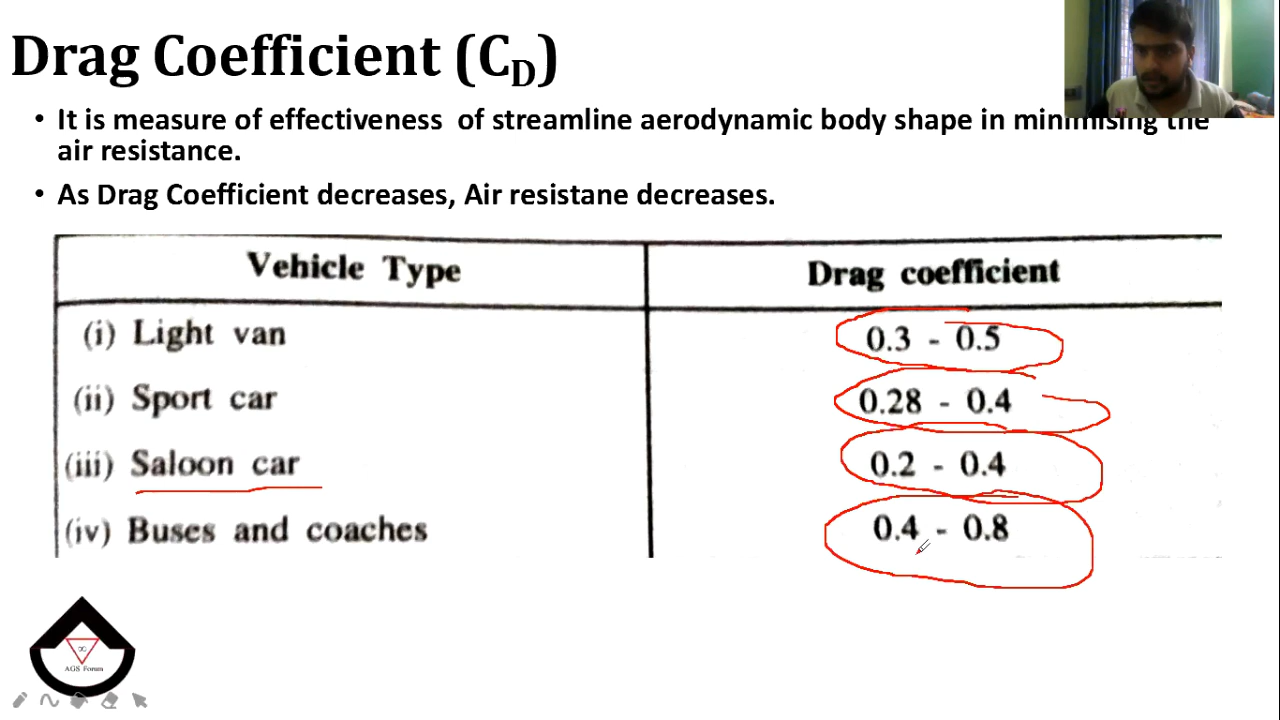 Drag Coefficient (CD)
• It is measure of effectiveness of streamline aerodynamic body shape in minimising the
air resistance.
• As Drag Coefficient decreases, Air resistane decreases.
Vehicle Type Drag coefficient
(i) Light van 0.3 - 0.5
(ii) Sport car 0.28 - 0.4
(iii) Saloon car 0.2 - 0.4
(iv) Buses and coaches 0.4 - 0.8
∞
AGS Forum